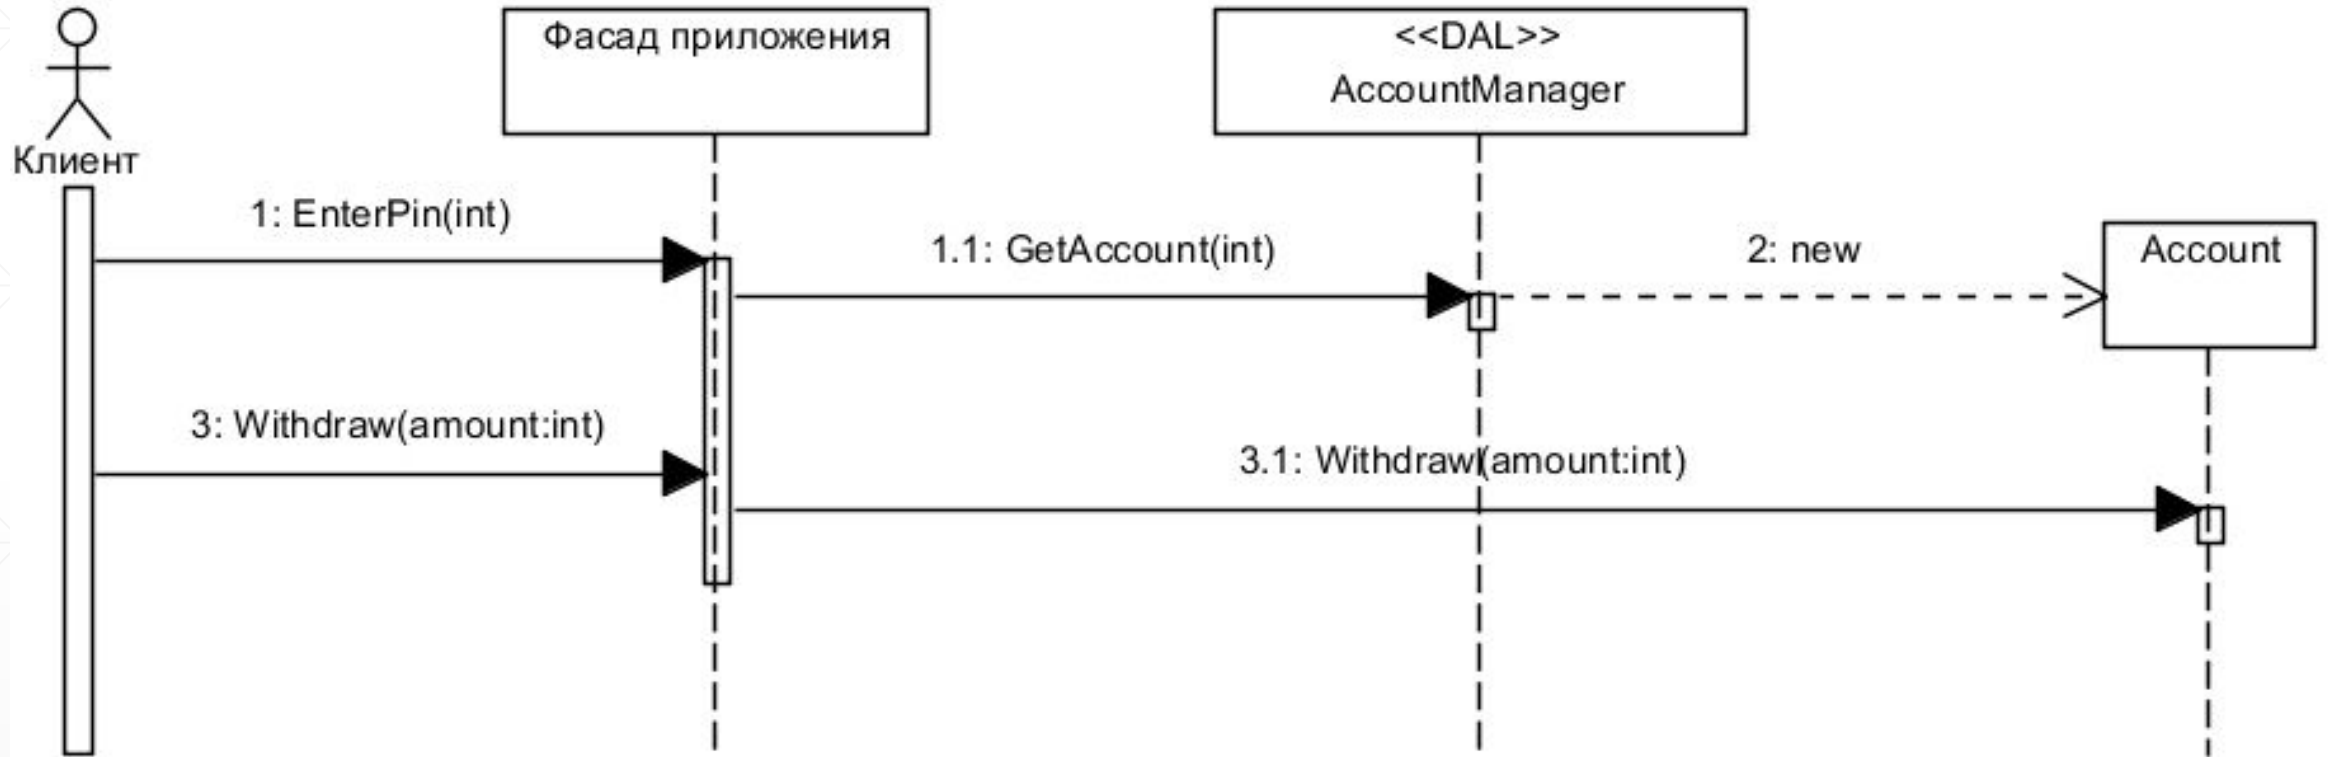 Фасад приложения
<<DAL>>
AccountManager
Клиент
1: EnterPin(int)
1.1: GetAccount(int)
2: new
Account
3: Withdraw(amount:int)
3.1: Withdraw(amount:int)